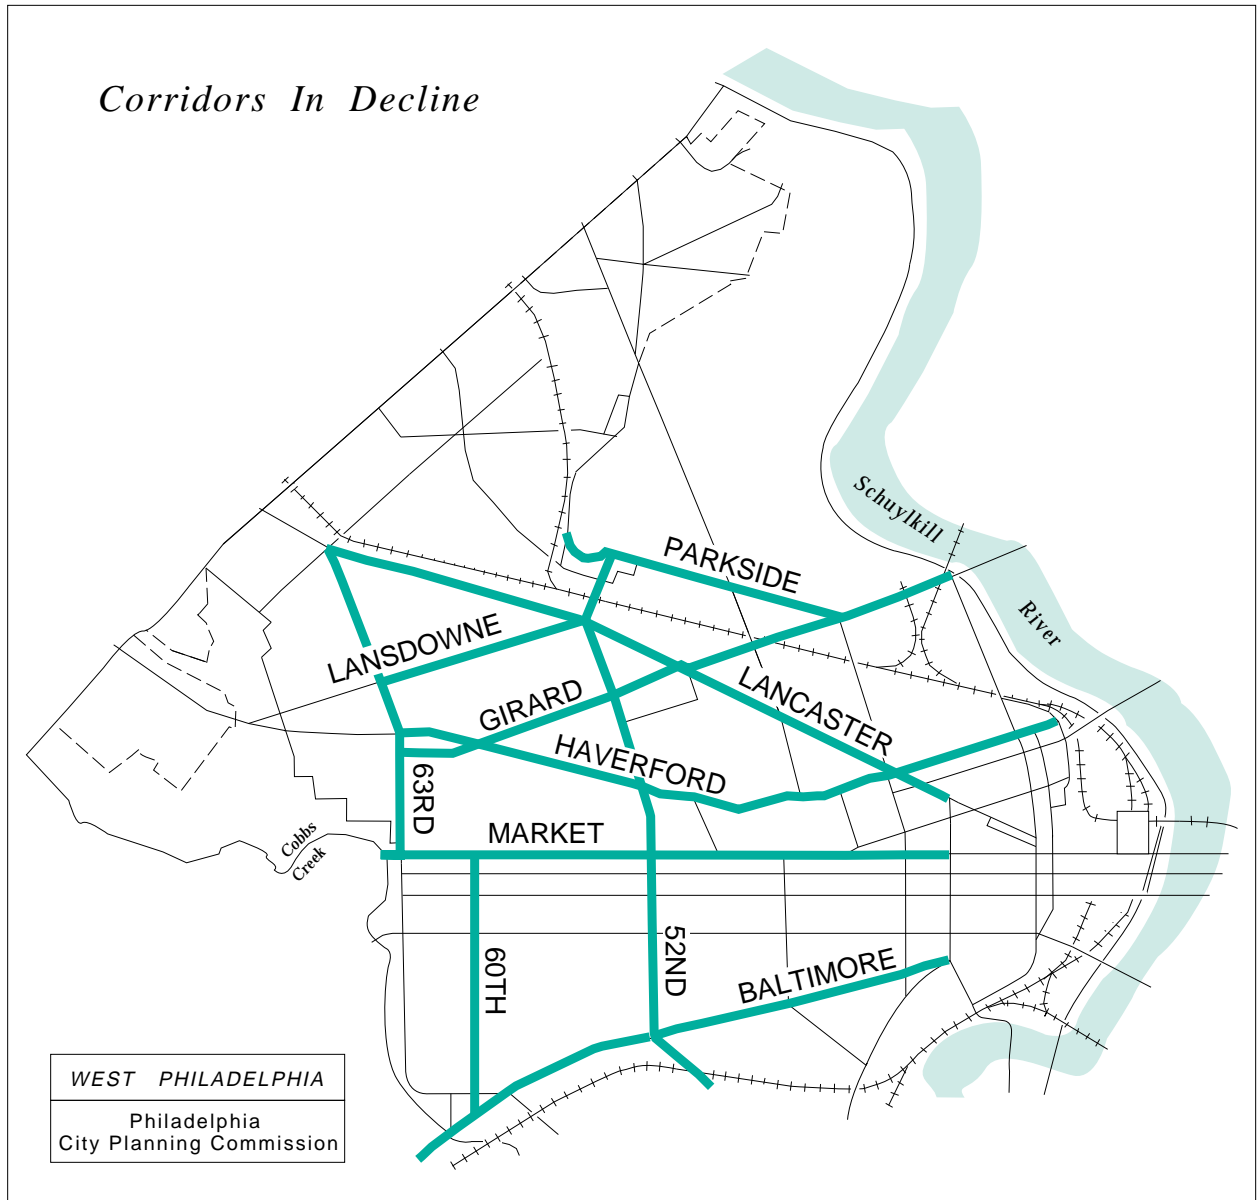 Corridors In Decline
Schuylkill
River
PARKSIDE
LANSDOWNE
GIRARD
LANCASTER
HAVERFORD
63RD
MARKET
Cobbs
Creek
52ND
60TH
BALTIMORE
WEST PHILADELPHIA
Philadelphia
City Planning Commission